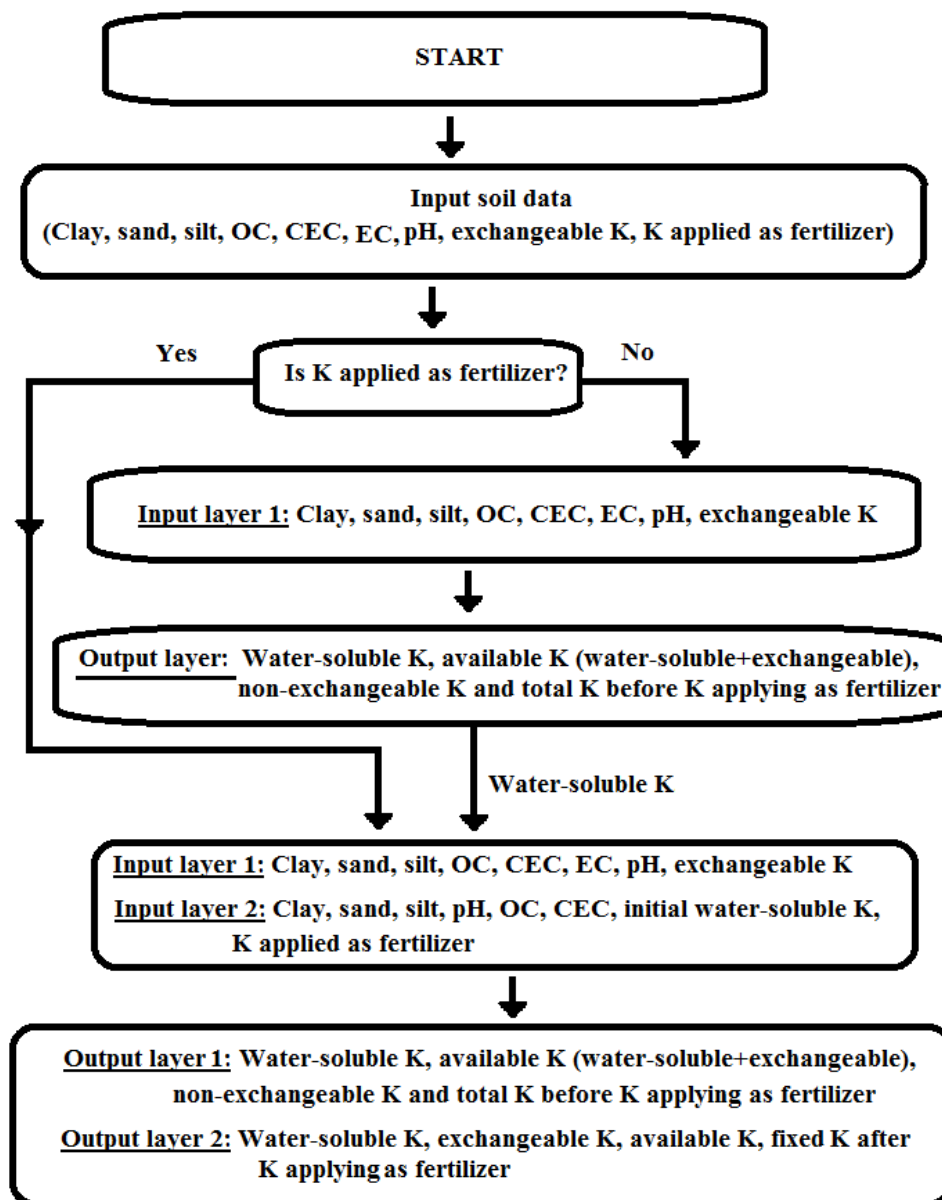 START
Input soil data
(Clay, sand, silt, OC, CEC, EC, pH, exchangeable K, K applied as fertilizer)
Yes
Is K applied as fertilizer?
No
Input layer 1: Clay, sand, silt, OC, CEC, EC, pH, exchangeable K
Output layer: Water-soluble K, available K (water-soluble+exchangeable),
non-exchangeable K and total K before K applying as fertilizer
Water-soluble K
Input layer 1: Clay, sand, silt, OC, CEC, EC, pH, exchangeable K
Input layer 2: Clay, sand, silt, pH, OC, CEC, initial water-soluble K,
K applied as fertilizer
Output layer 1: Water-soluble K, available K (water-soluble+exchangeable),
non-exchangeable K and total K before K applying as fertilizer
Output layer 2: Water-soluble K, exchangeable K, available K, fixed K after
K applying as fertilizer